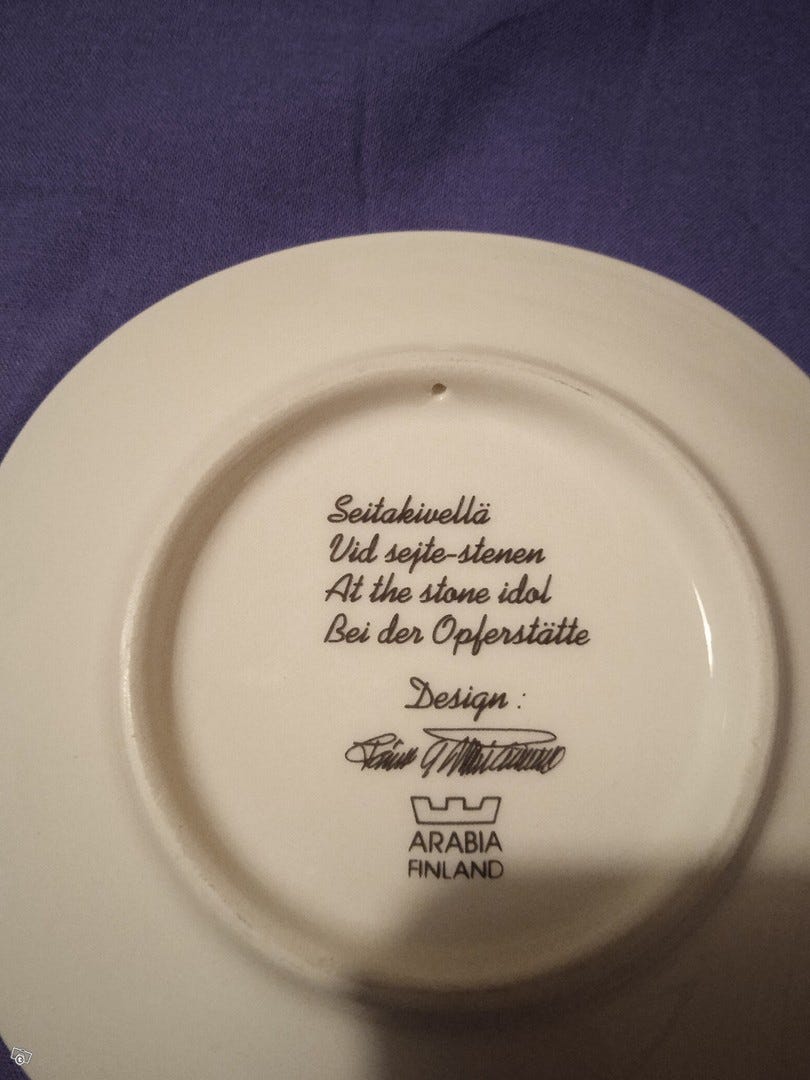 Seitakivellä
Vid sejte-stenen
At the stone idol
Bei der Opferstätte
Design :
ARABIA
FINLAND